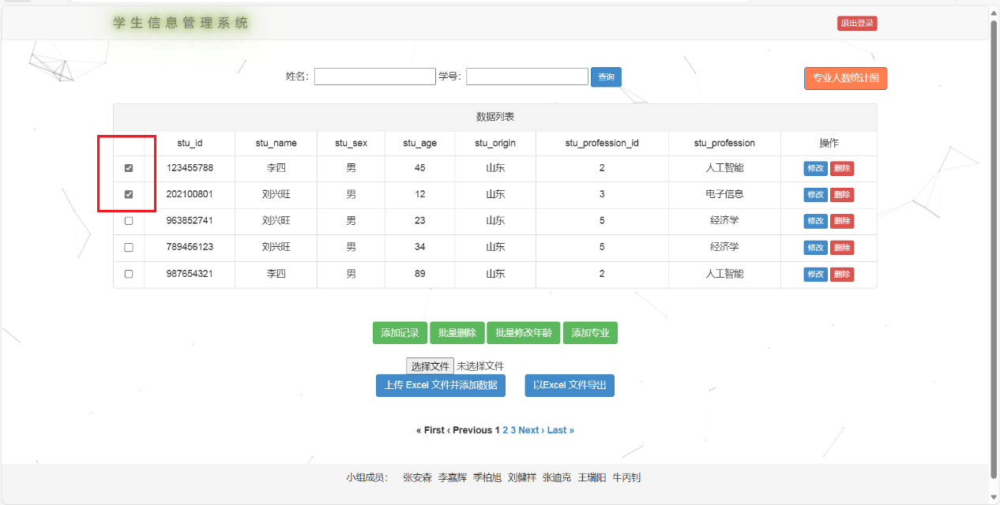 学生信息管理系统 退出登录
姓名: 学号: 查询 专业人数统计图
数据列表
stu_id stu_name stu_sex stu_age stu_origin stu_profession_id stu_profession 操作
123455788 李四 男 45 山东 2 人工智能 修改 删除
202100801 刘兴旺 男 12 山东 3 电子信息 修改 删除
963852741 刘兴旺 男 23 山东 5 经济学 修改 删除
789456123 刘兴旺 男 34 山东 5 经济学 修改 删除
987654321 李四 男 89 山东 2 人工智能 修改 删除
添加记录 批量删除 批量修改年龄 添加专业
选择文件 未选择文件
上传 Excel 文件并添加数据 以Excel 文件导出
« First ‹ Previous 1 2 3 Next › Last »
小组成员: 张安森 李嘉辉 季柏旭 刘健祥 张迪克 王瑞阳 牛丙钊